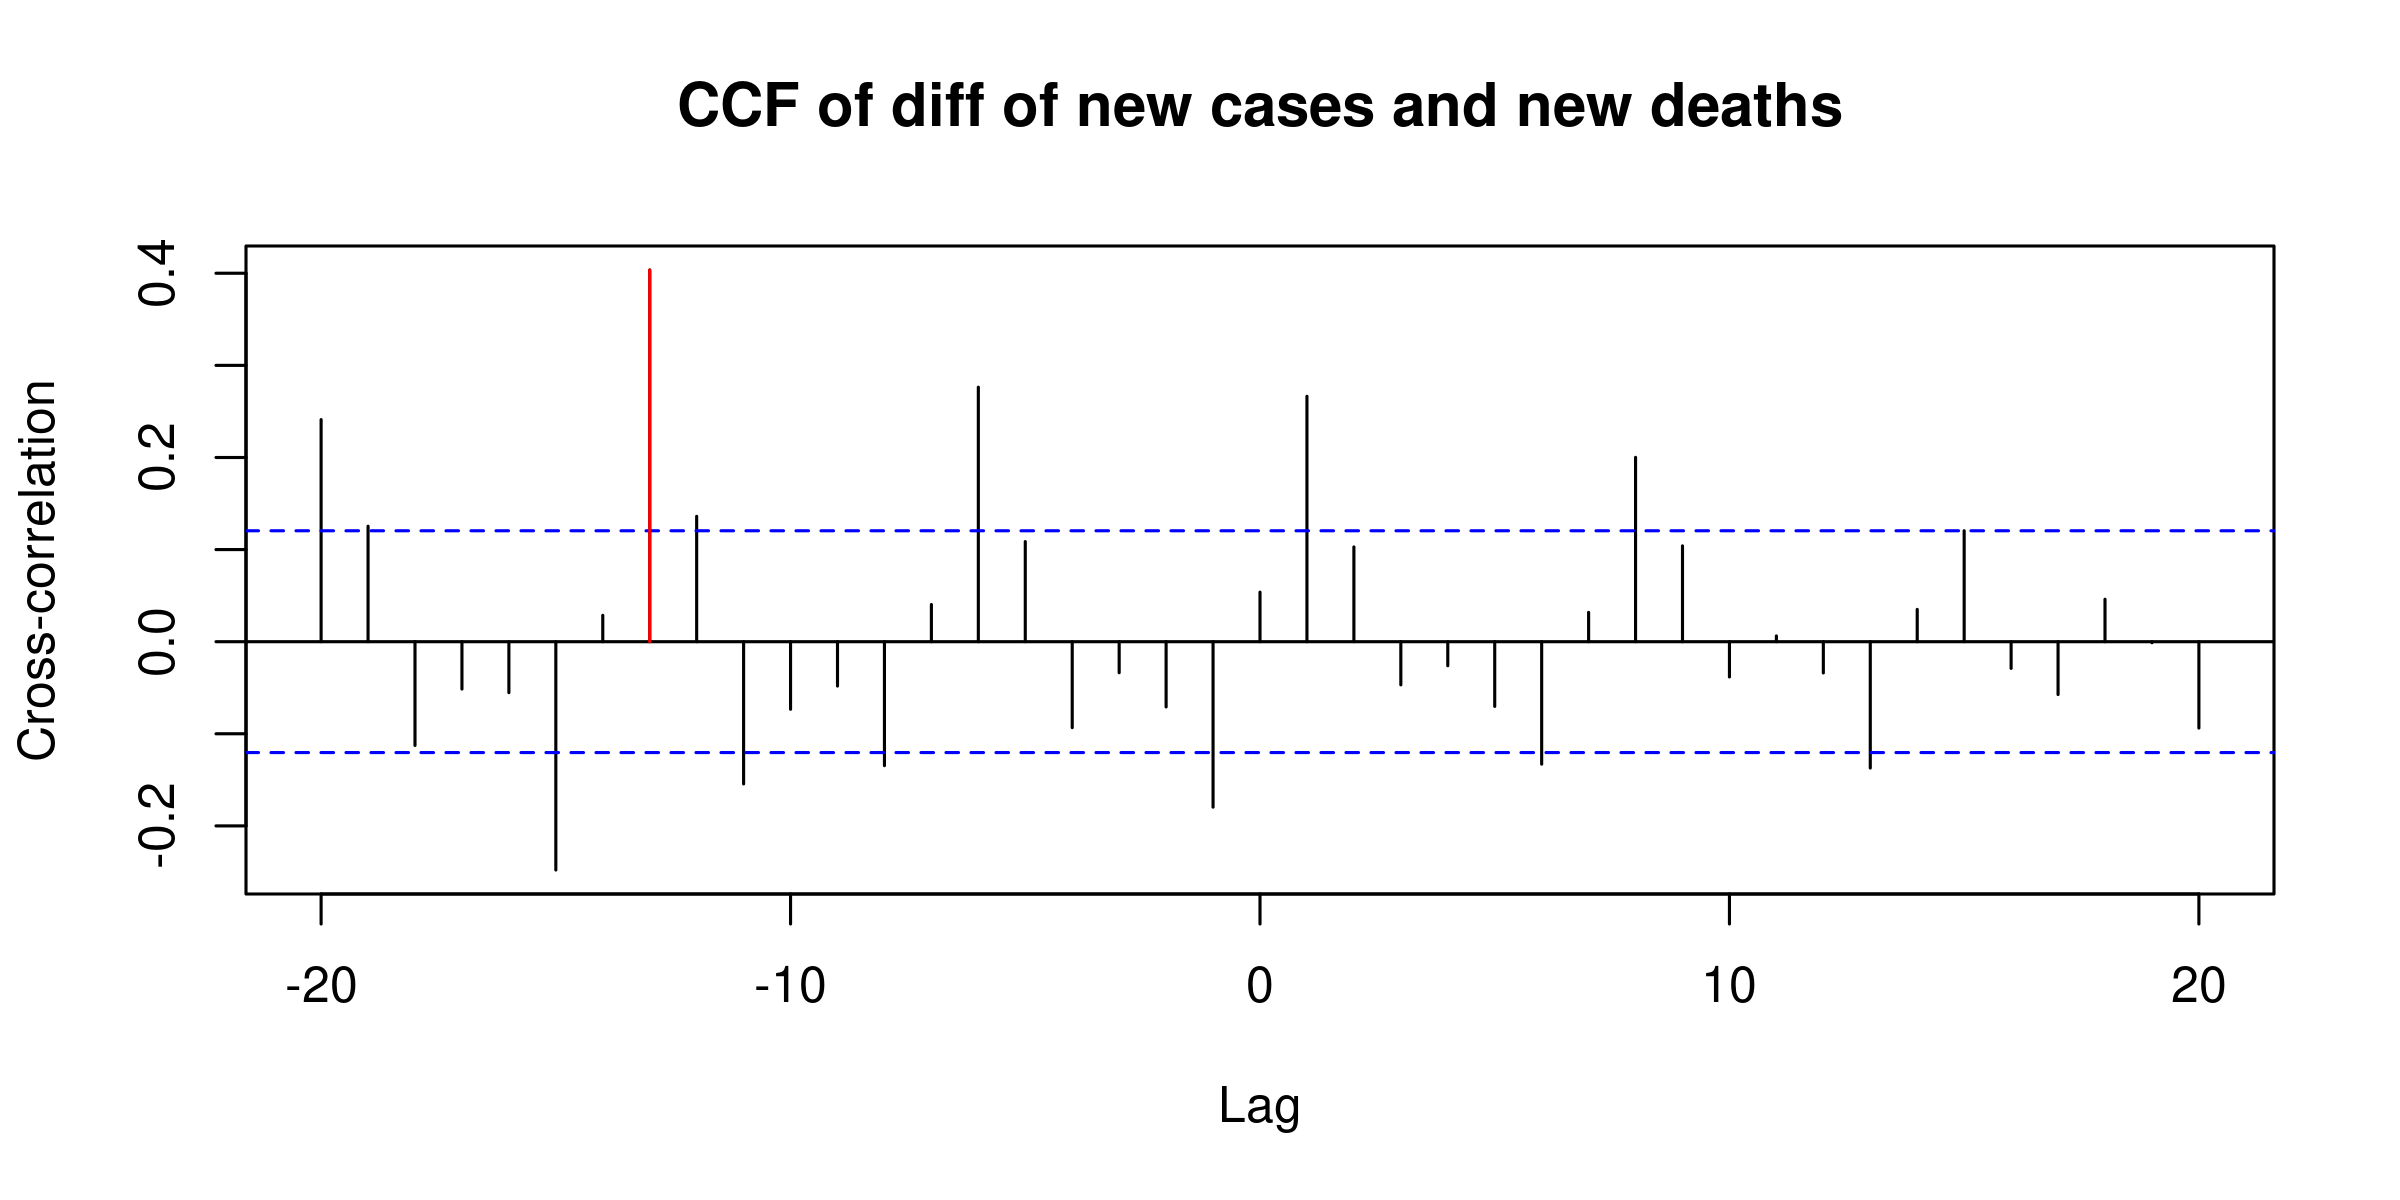 CCF of diff of new cases and new deaths
Cross-correlation
0.4
0.2
0.0
-0.2
-20 -10 0 10 20
Lag